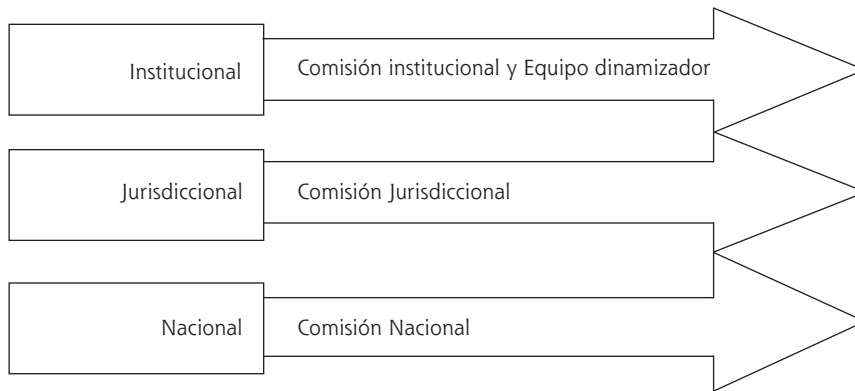 Institucional
Comisión institucional y Equipo dinamizador
Jurisdiccional
Comisión Jurisdiccional
Nacional
Comisión Nacional